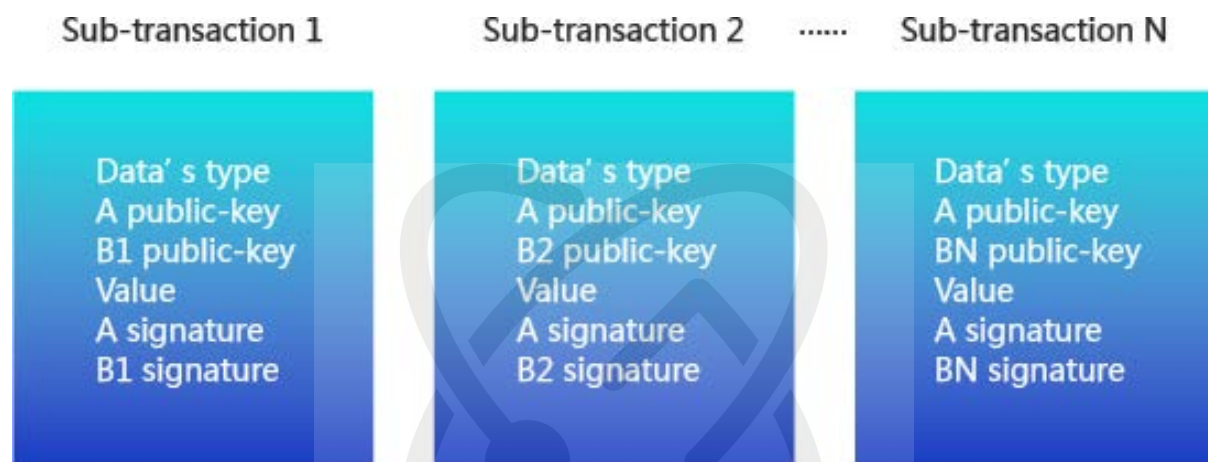 Sub-transaction 1
Sub-transaction 2 ...... Sub-transaction N
Data' s type
A public-key
B1 public-key
Value
A signature
B1 signature
Data' s type
A public-key
B2 public-key
Value
A signature
B2 signature
Data' s type
A public-key
BN public-key
Value
A signature
BN signature